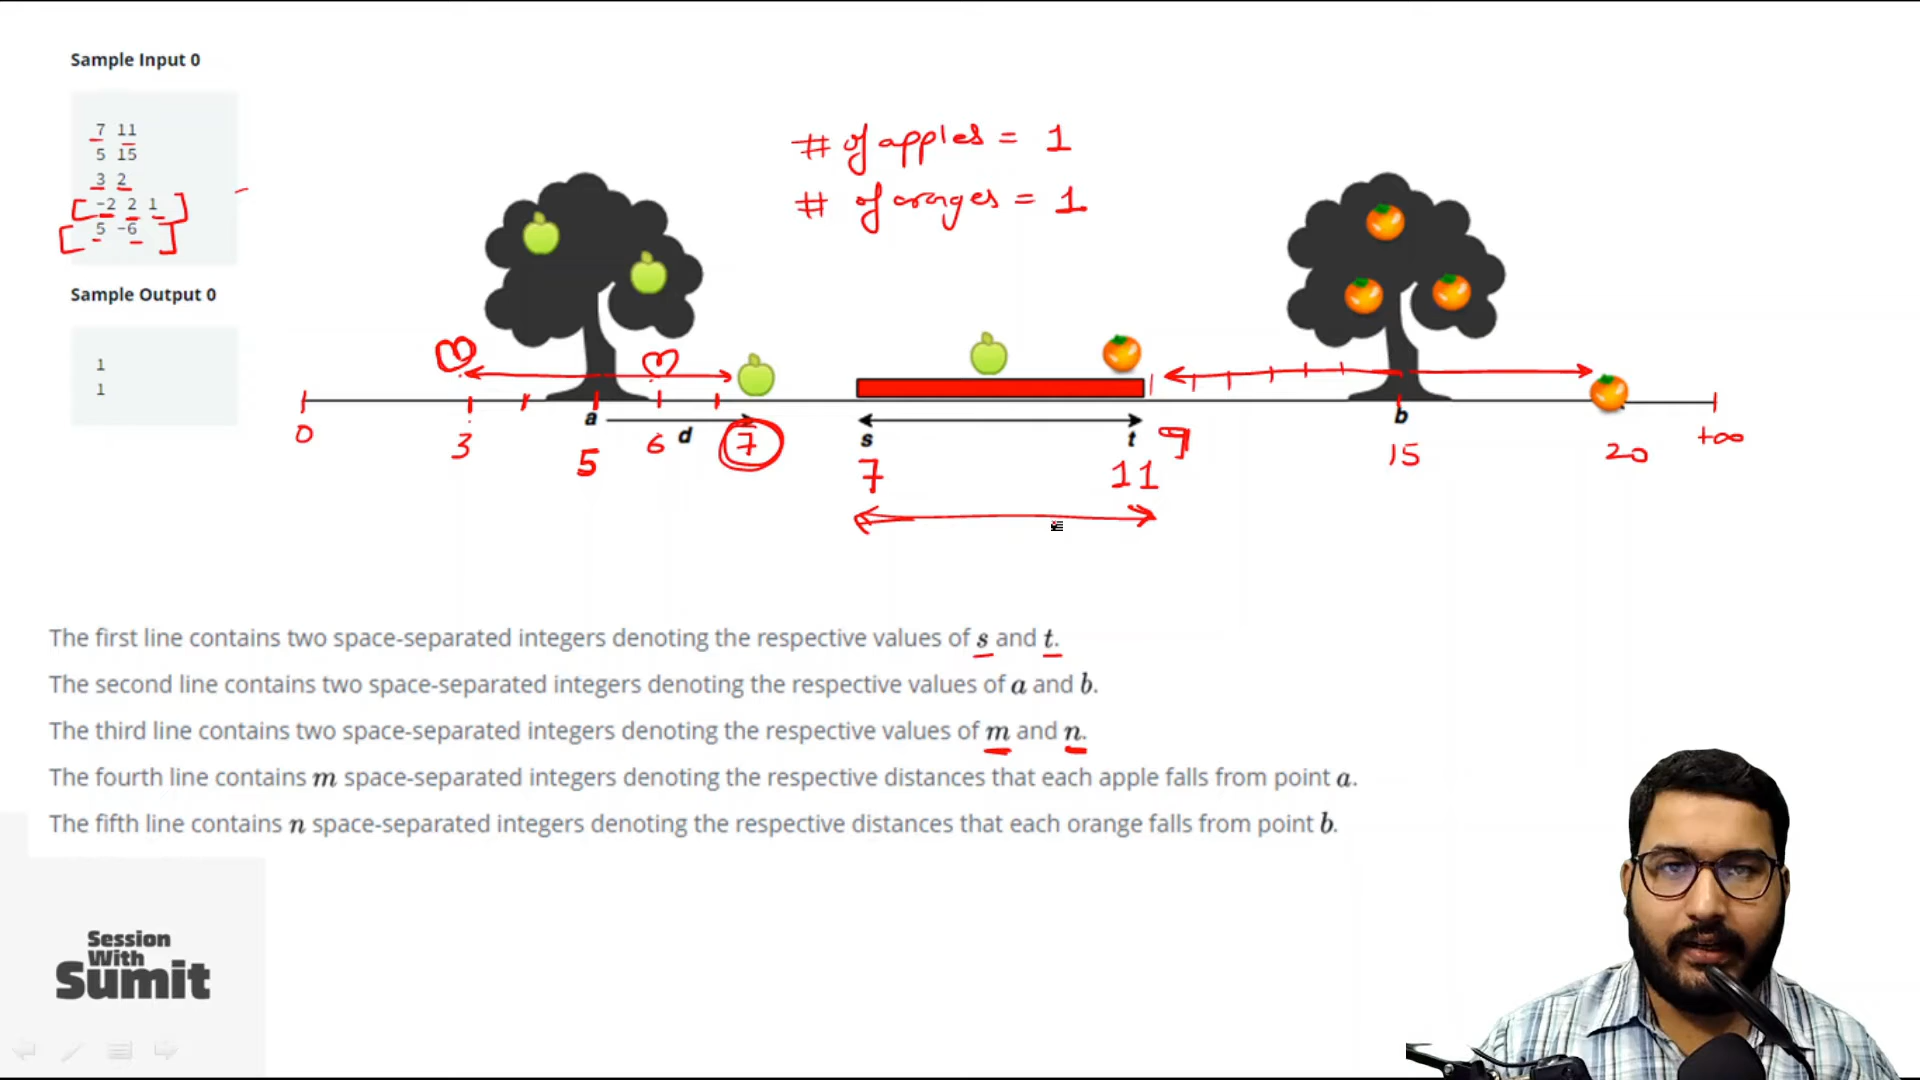 Sample Input 0
7 11
5 15
3 2
[ -2 2 1 ]
[ 5 -6 ]
Sample Output 0
1
1
# of apples = 1
# of oranges = 1
a
d
s
t
b
0
3
5
6
7
7
11
9
15
20
+∞
The first line contains two space-separated integers denoting the respective values of s and t.
The second line contains two space-separated integers denoting the respective values of a and b.
The third line contains two space-separated integers denoting the respective values of m and n.
The fourth line contains m space-separated integers denoting the respective distances that each apple falls from point a.
The fifth line contains n space-separated integers denoting the respective distances that each orange falls from point b.
Session
With
Sumit